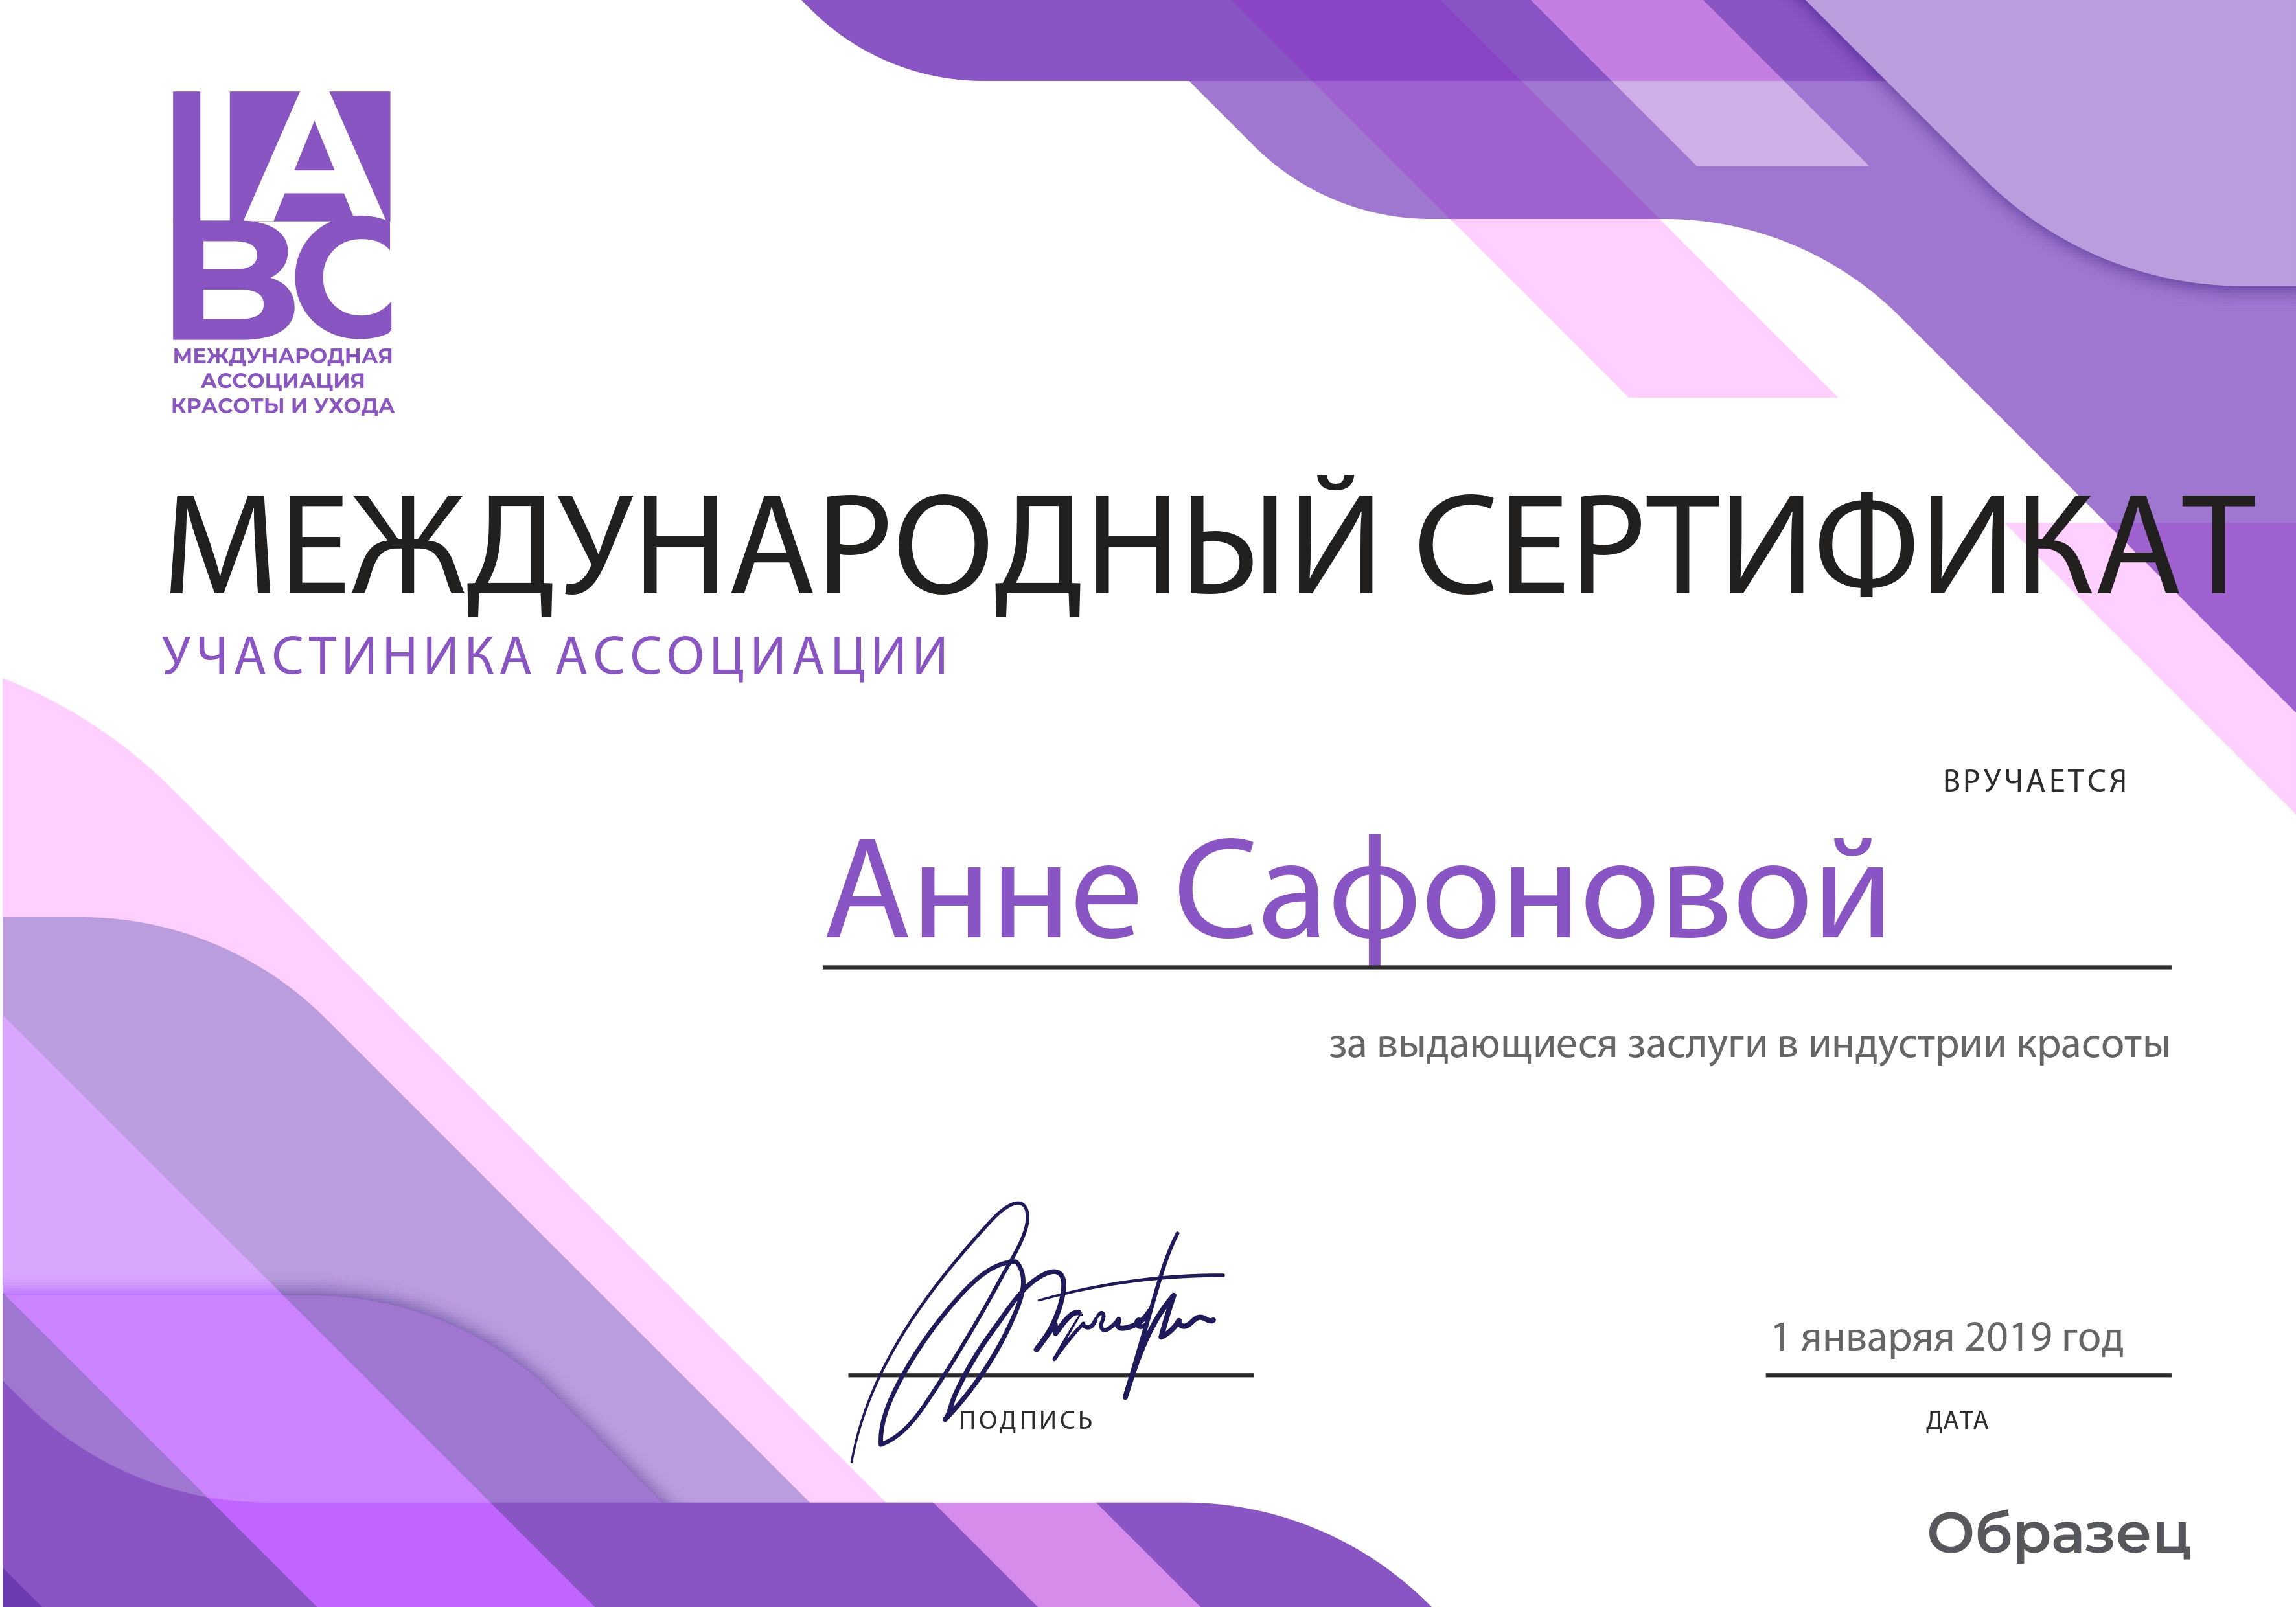 IA
BC
МЕЖДУНАРОДНАЯ
АССОЦИАЦИЯ
КРАСОТЫ И УХОДА
МЕЖДУНАРОДНЫЙ СЕРТИФИКАТ
УЧАСТИНИКА АССОЦИАЦИИ
ВРУЧАЕТСЯ
Анне Сафоновой
за выдающиеся заслуги в индустрии красоты
1 январяя 2019 год
ПОДПИСЬ
ДАТА
Образец